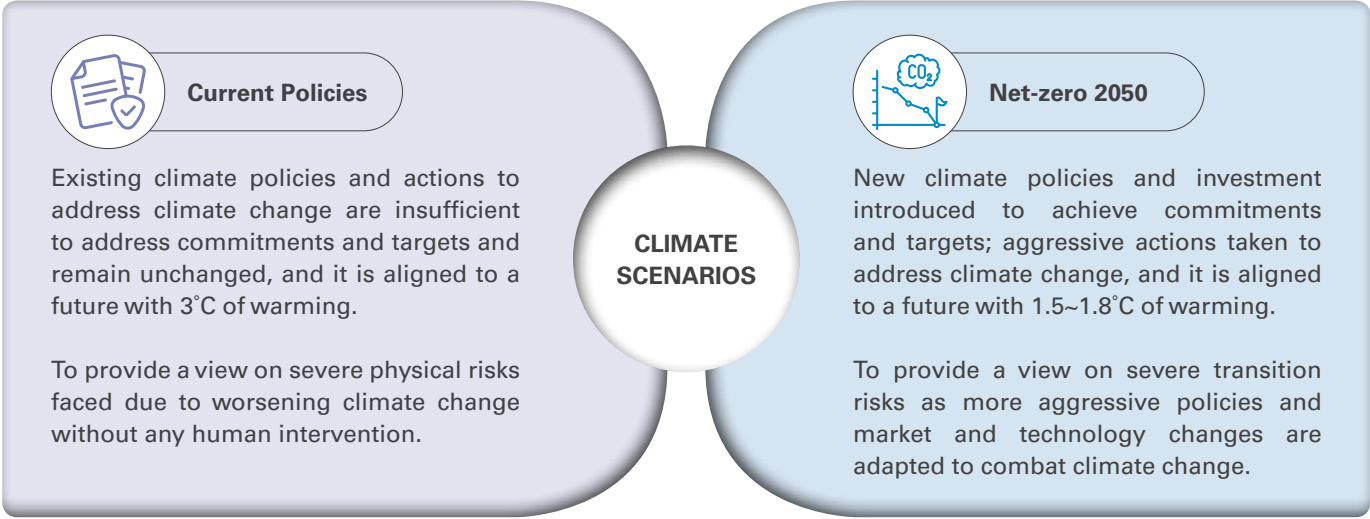 Current Policies
Existing climate policies and actions to
address climate change are insufficient
to address commitments and targets and
remain unchanged, and it is aligned to a
future with 3˚C of warming.
To provide a view on severe physical risks
faced due to worsening climate change
without any human intervention.
CLIMATE
SCENARIOS
CO₂
Net-zero 2050
New climate policies and investment
introduced to achieve commitments
and targets; aggressive actions taken to
address climate change, and it is aligned
to a future with 1.5~1.8˚C of warming.
To provide a view on severe transition
risks as more aggressive policies and
market and technology changes are
adapted to combat climate change.